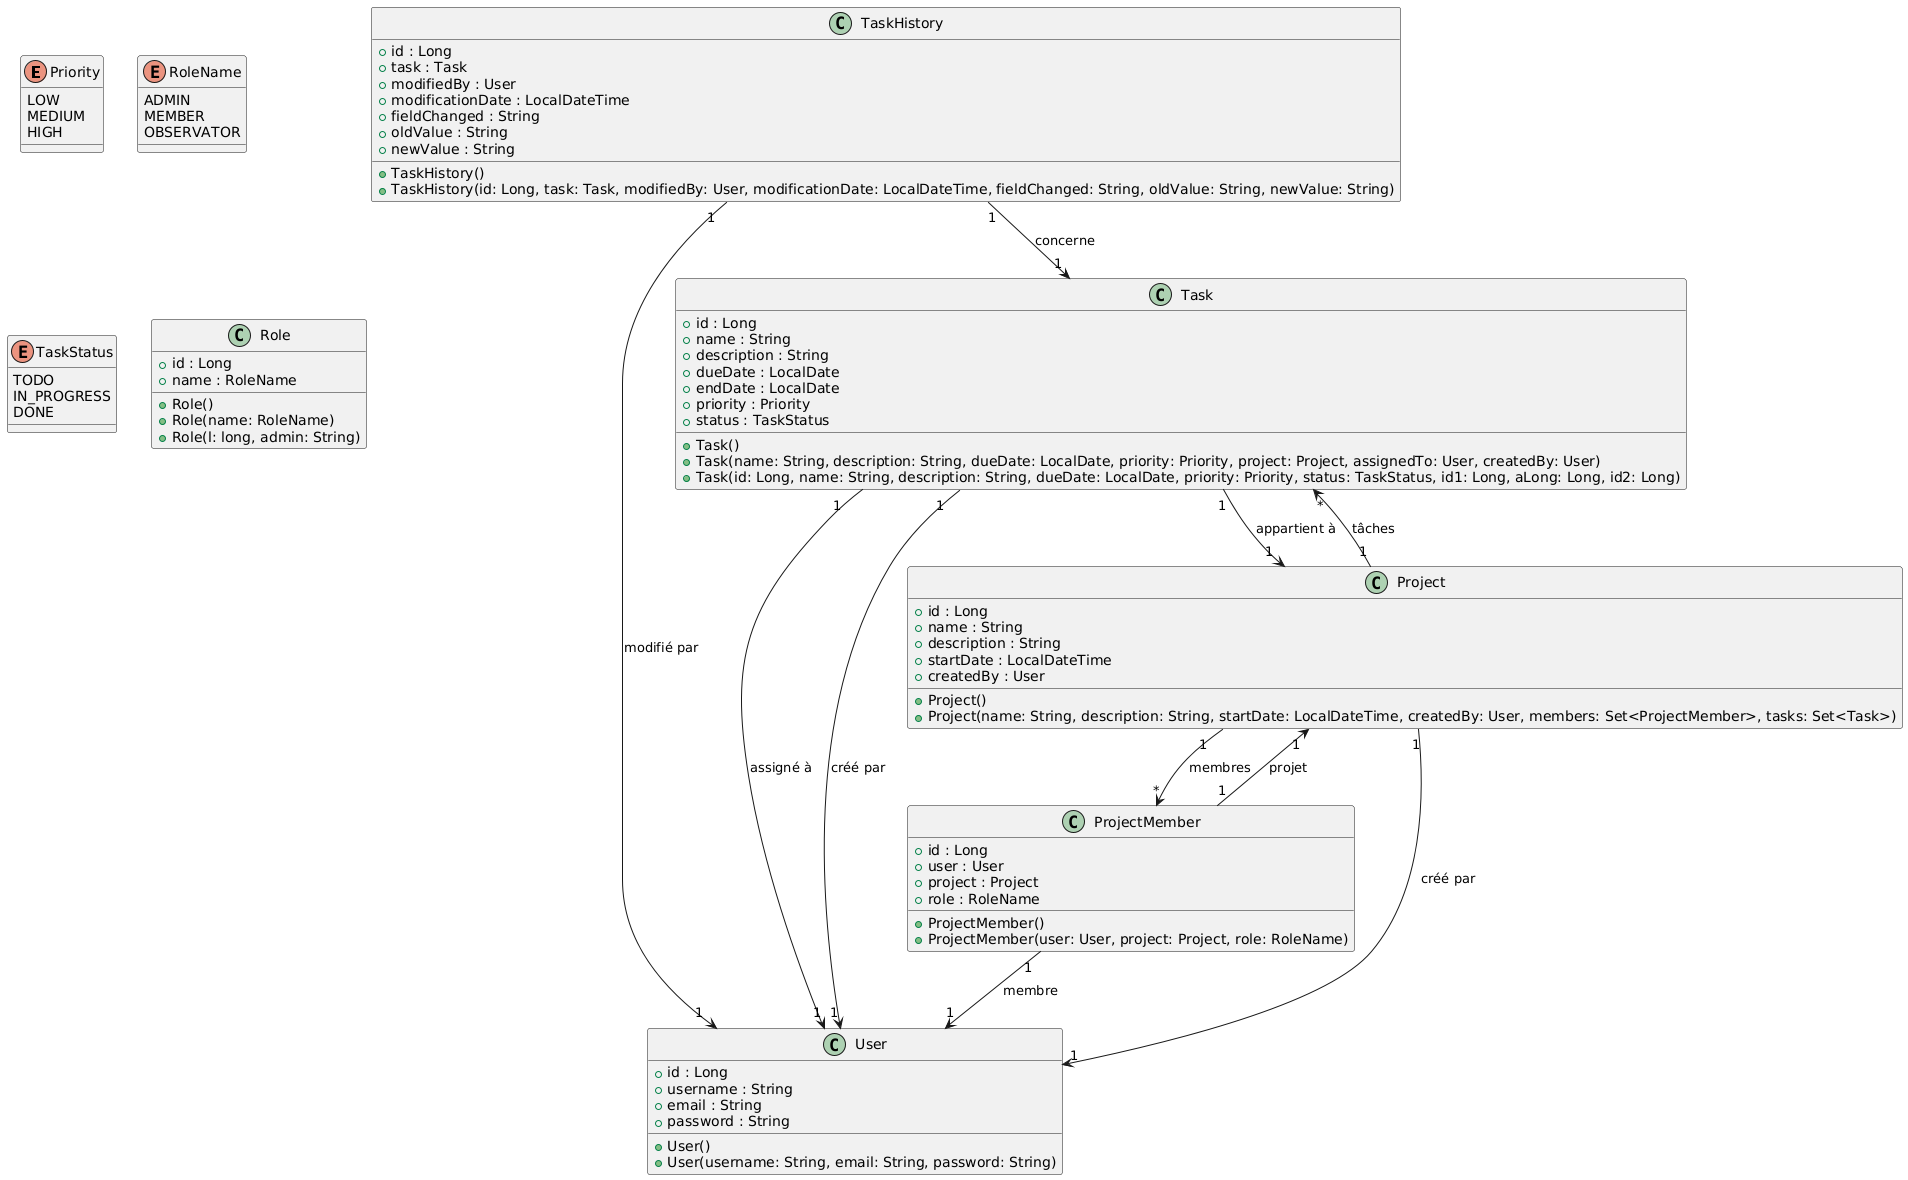 E Priority
LOW
MEDIUM
HIGH
E RoleName
ADMIN
MEMBER
OBSERVATOR
C TaskHistory
id : Long
task : Task
modifiedBy : User
modificationDate : LocalDateTime
fieldChanged : String
oldValue : String
newValue : String
TaskHistory()
TaskHistory(id: Long, task: Task, modifiedBy: User, modificationDate: LocalDateTime, fieldChanged: String, oldValue: String, newValue: String)
1
1
concerne
1
E TaskStatus
TODO
IN_PROGRESS
DONE
C Role
id : Long
name : RoleName
Role()
Role(name: RoleName)
Role(l: long, admin: String)
C Task
id : Long
name : String
description : String
dueDate : LocalDate
endDate : LocalDate
priority : Priority
status : TaskStatus
Task()
Task(name: String, description: String, dueDate: LocalDate, priority: Priority, project: Project, assignedTo: User, createdBy: User)
Task(id: Long, name: String, description: String, dueDate: LocalDate, priority: Priority, status: TaskStatus, id1: Long, aLong: Long, id2: Long)
1
1
1
*
appartient à
tâches
1
1
C Project
id : Long
name : String
description : String
startDate : LocalDateTime
createdBy : User
Project()
Project(name: String, description: String, startDate: LocalDateTime, createdBy: User, members: Set<ProjectMember>, tasks: Set<Task>)
modifié par
assigné à
créé par
1
1
1
membres
projet
*
1
C ProjectMember
id : Long
user : User
project : Project
role : RoleName
ProjectMember()
ProjectMember(user: User, project: Project, role: RoleName)
créé par
1
membre
1
1
1
1
1
C User
id : Long
username : String
email : String
password : String
User()
User(username: String, email: String, password: String)